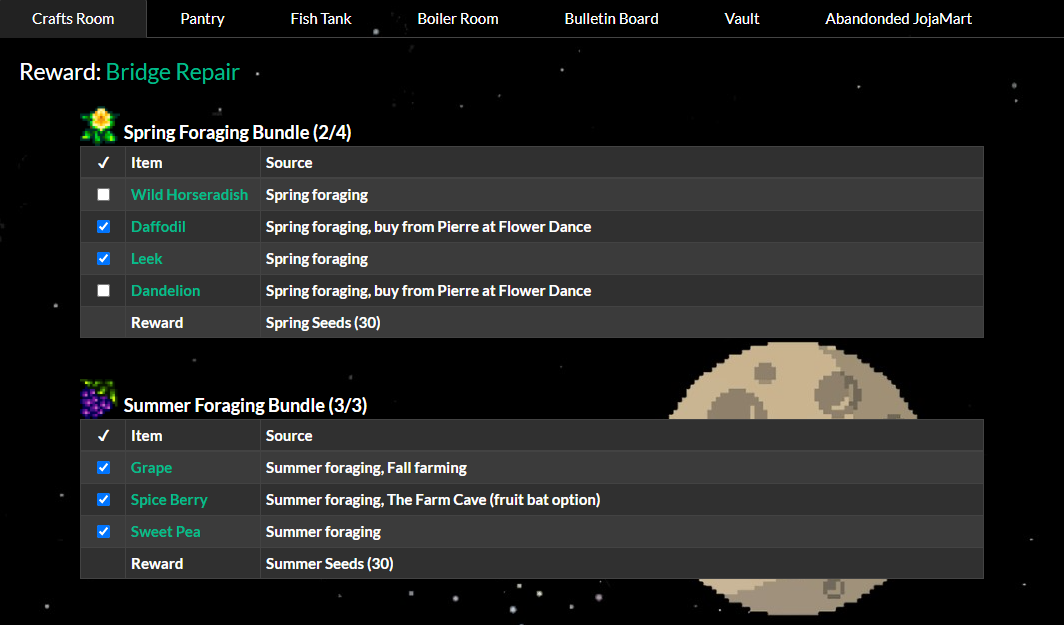 Crafts Room Pantry Fish Tank Boiler Room Bulletin Board Vault Abandonded JojaMart
Reward: Bridge Repair
Spring Foraging Bundle (2/4)
✓ Item Source
Wild Horseradish Spring foraging
Daffodil Spring foraging, buy from Pierre at Flower Dance
Leek Spring foraging
Dandelion Spring foraging, buy from Pierre at Flower Dance
Reward Spring Seeds (30)
Summer Foraging Bundle (3/3)
✓ Item Source
Grape Summer foraging, Fall farming
Spice Berry Summer foraging, The Farm Cave (fruit bat option)
Sweet Pea Summer foraging
Reward Summer Seeds (30)